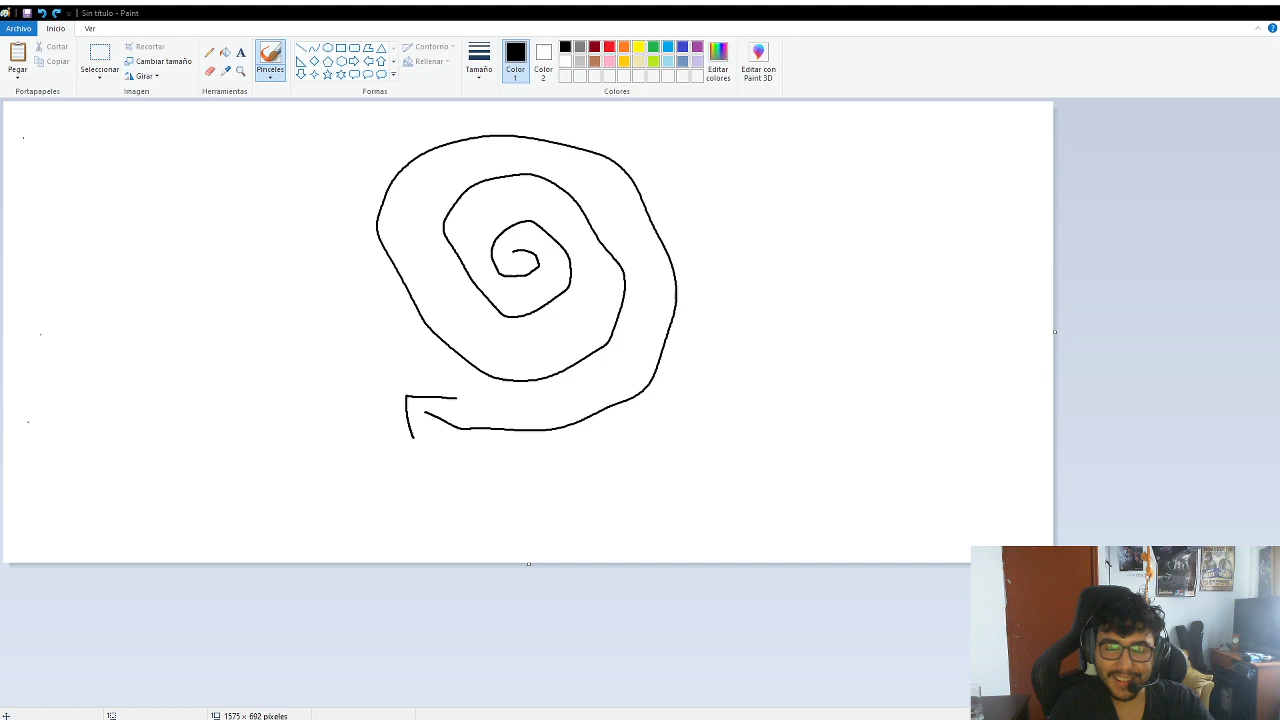 Sin título - Paint
Archivo Inicio Ver
Pegar
Cortar
Copiar
Portapapeles
Seleccionar
Recortar
Cambiar tamaño
Girar
Imagen
A
Herramientas
Pinceles
Contorno
Rellenar
Formas
Tamaño
Color
1
Color
2
Editar
colores
Colores
Editar con
Paint 3D
1575 × 692 píxeles